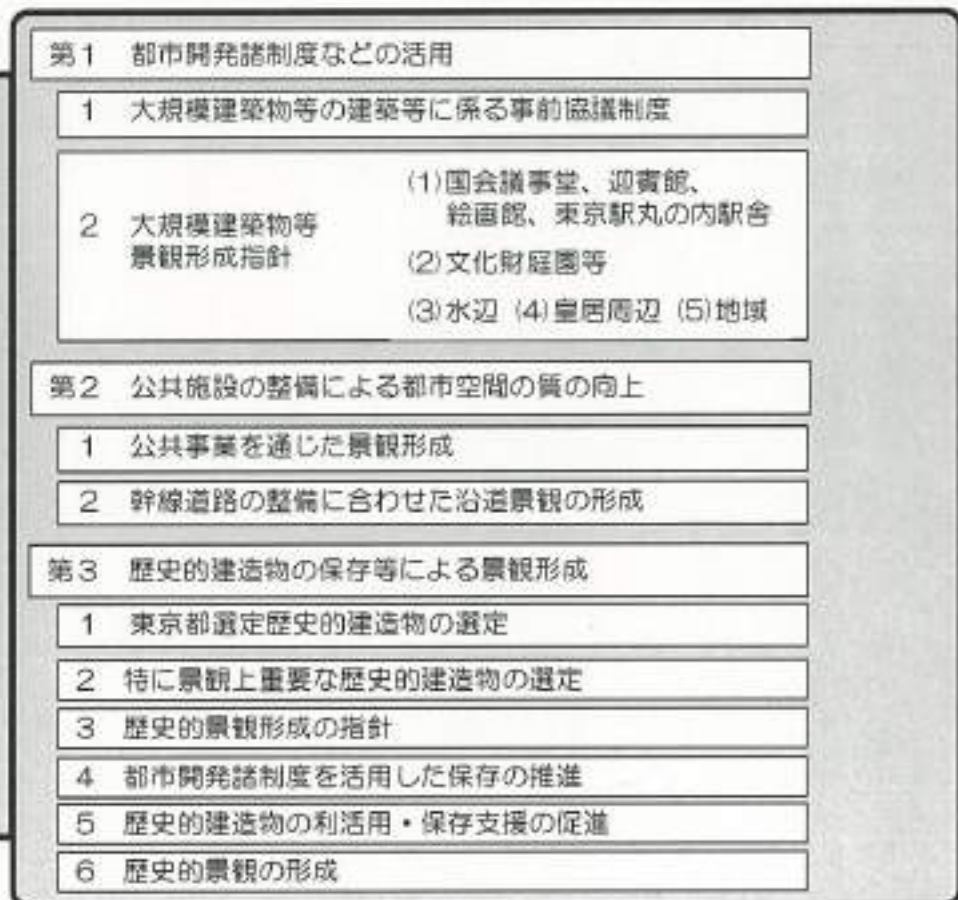 第1 都市開発諸制度などの活用
1 大規模建築物等の建築等に係る事前協議制度
2 大規模建築物等
景観形成指針
(1)国会議事堂、迎賓館、
絵画館、東京駅丸の内駅舎
(2)文化財庭園等
(3)水辺 (4)皇居周辺 (5)地域
第2 公共施設の整備による都市空間の質の向上
1 公共事業を通じた景観形成
2 幹線道路の整備に合わせた沿道景観の形成
第3 歴史的建造物の保存等による景観形成
1 東京都選定歴史的建造物の選定
2 特に景観上重要な歴史的建造物の選定
3 歴史的景観形成の指針
4 都市開発諸制度を活用した保存の推進
5 歴史的建造物の利活用・保存支援の促進
6 歴史的景観の形成